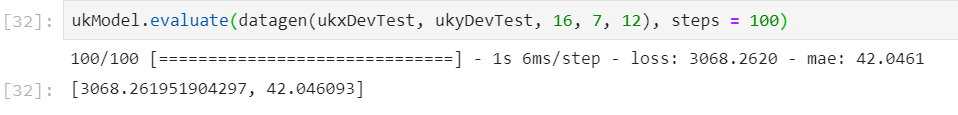 [32]: ukModel.evaluate(datagen(ukxDevTest, ukyDevTest, 16, 7, 12), steps = 100)
100/100 [==============================] - 1s 6ms/step - loss: 3068.2620 - mae: 42.0461
[32]: [3068.261951904297, 42.046093]